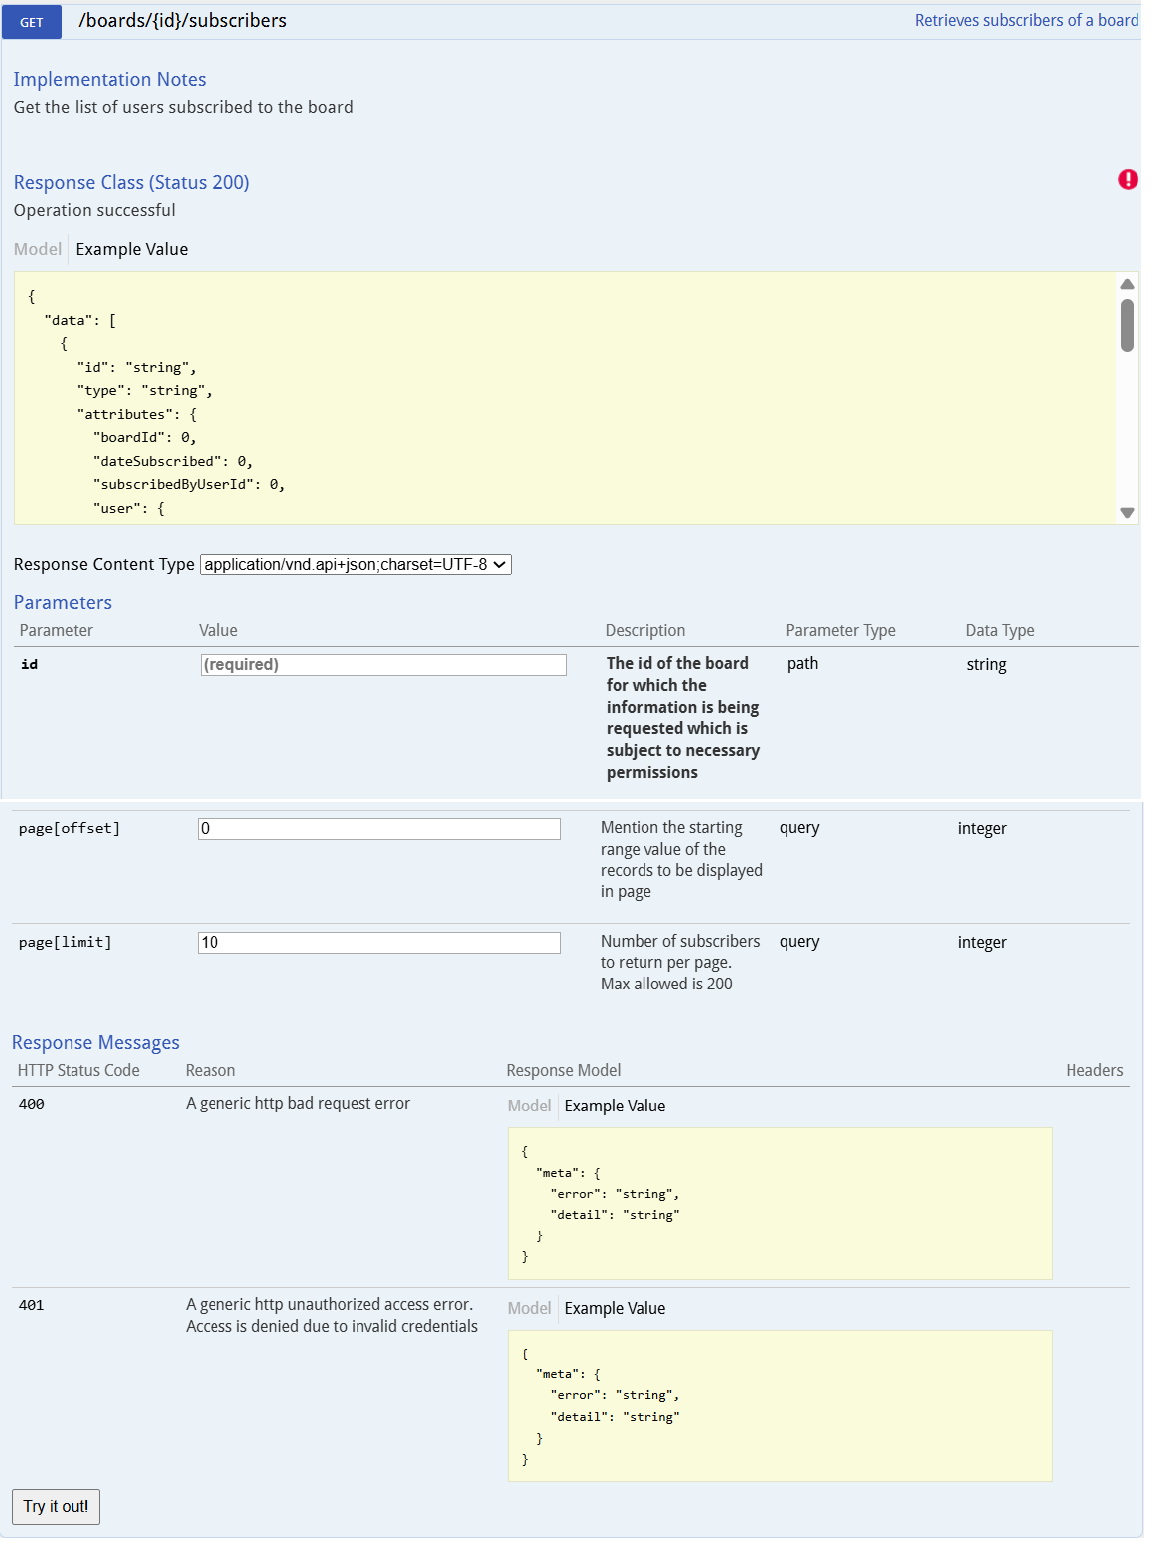 GET /boards/{id}/subscribers Retrieves subscribers of a board
Implementation Notes
Get the list of users subscribed to the board
Response Class (Status 200)
Operation successful
Model Example Value
{
"data": [
{
"id": "string",
"type": "string",
"attributes": {
"boardId": 0,
"dateSubscribed": 0,
"subscribedByUserId": 0,
"user": {
Response Content Type application/vnd.api+json;charset=UTF-8
Parameters
Parameter Value Description Parameter Type Data Type
id (required) The id of the board path string
for which the
information is being
requested which is
subject to necessary
permissions
page[offset] 0 Mention the starting query integer
range value of the
records to be displayed
in page
page[limit] 10 Number of subscribers query integer
to return per page.
Max allowed is 200
Response Messages
HTTP Status Code Reason Response Model Headers
400 A generic http bad request error Model Example Value
{
"meta": {
"error": "string",
"detail": "string"
}
}
401 A generic http unauthorized access error. Model Example Value
Access is denied due to invalid credentials
{
"meta": {
"error": "string",
"detail": "string"
}
}
Try it out!